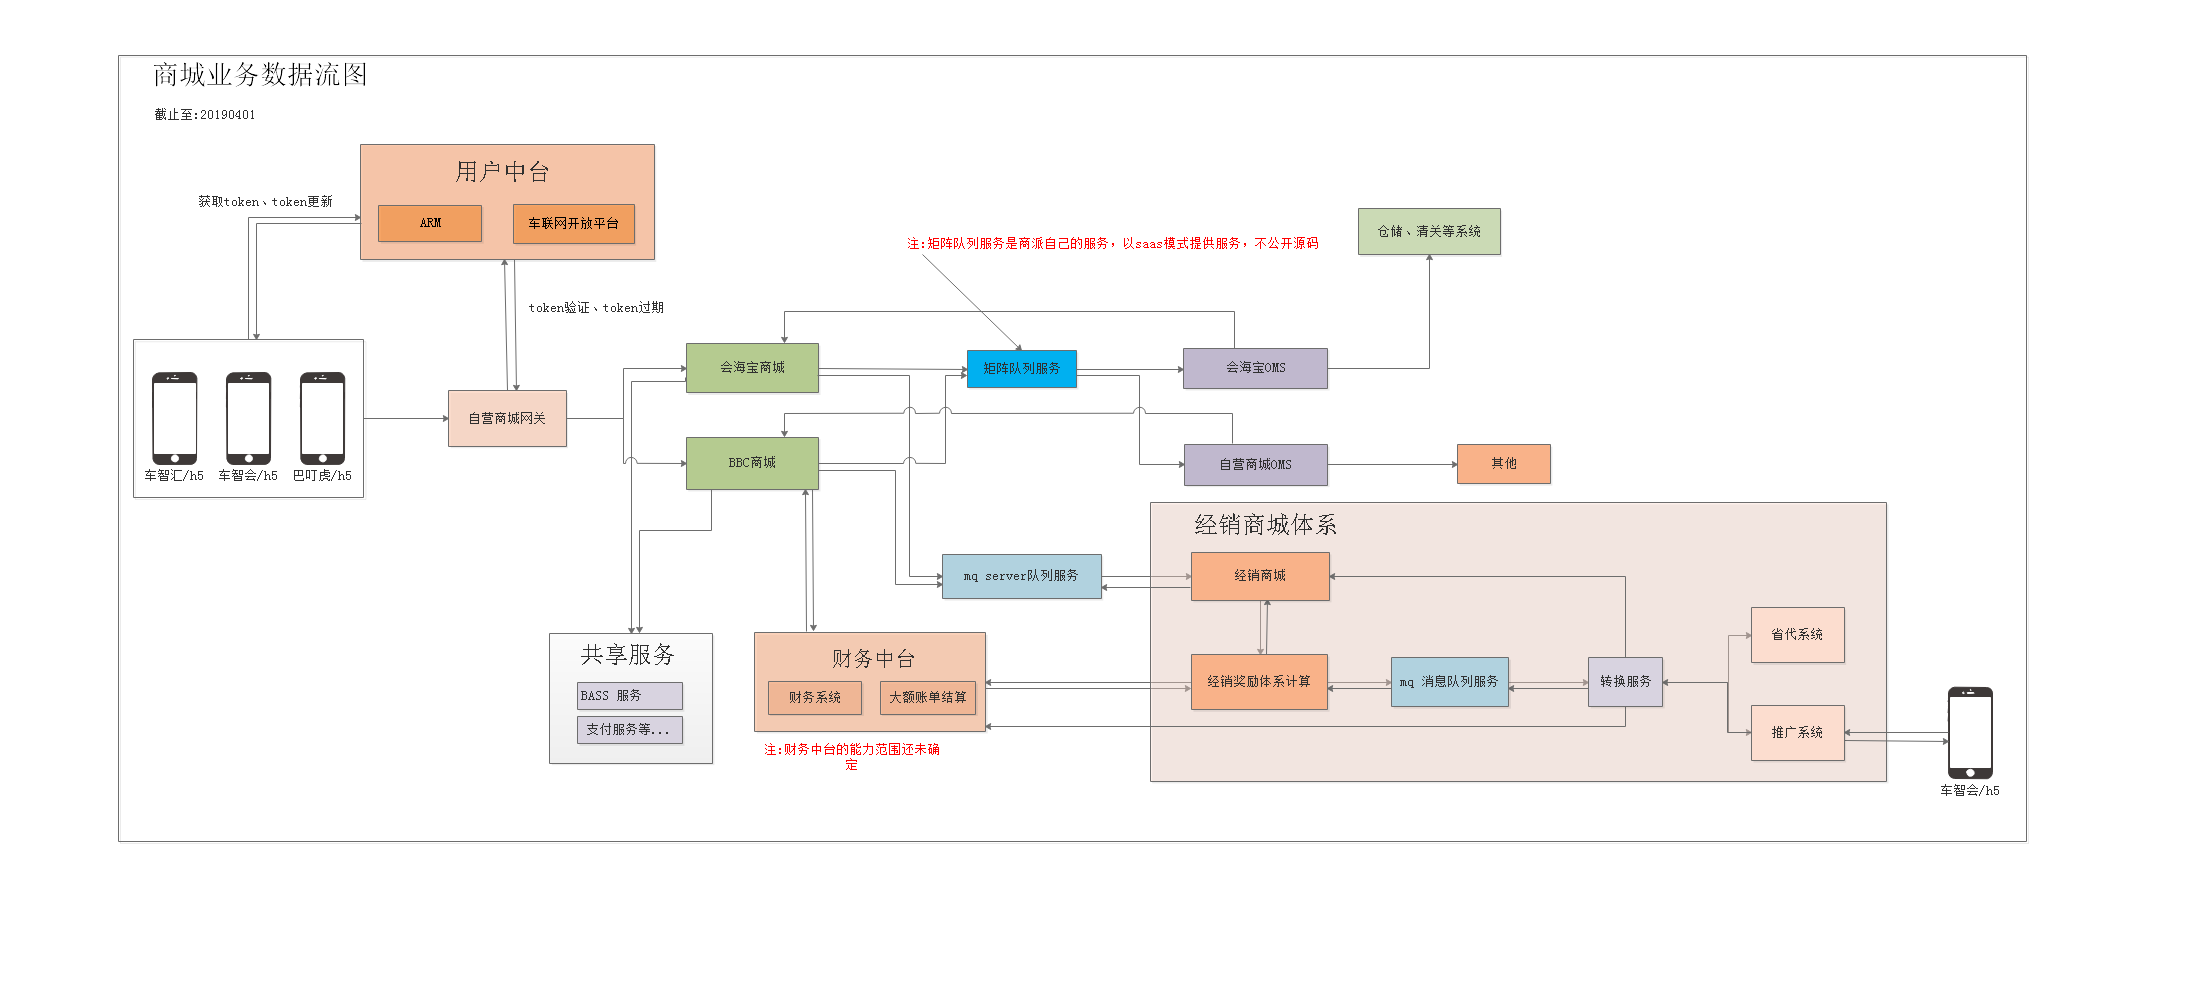 商城业务数据流图
截止至:20190401
用户中台
ARM
车联网开放平台
获取token、token更新
token验证、token过期
车智汇/h5
车智会/h5
巴叮虎/h5
自营商城网关
注:矩阵队列服务是商派自己的服务，以saas模式提供服务，不公开源码
仓储、清关等系统
会海宝商城
矩阵队列服务
会海宝OMS
BBC商城
自营商城OMS
其他
经销商城体系
mq server队列服务
经销商城
共享服务
BASS 服务
支付服务等...
财务中台
财务系统
大额账单结算
注:财务中台的能力范围还未确
定
经销奖励体系计算
mq 消息队列服务
转换服务
省代系统
推广系统
车智会/h5